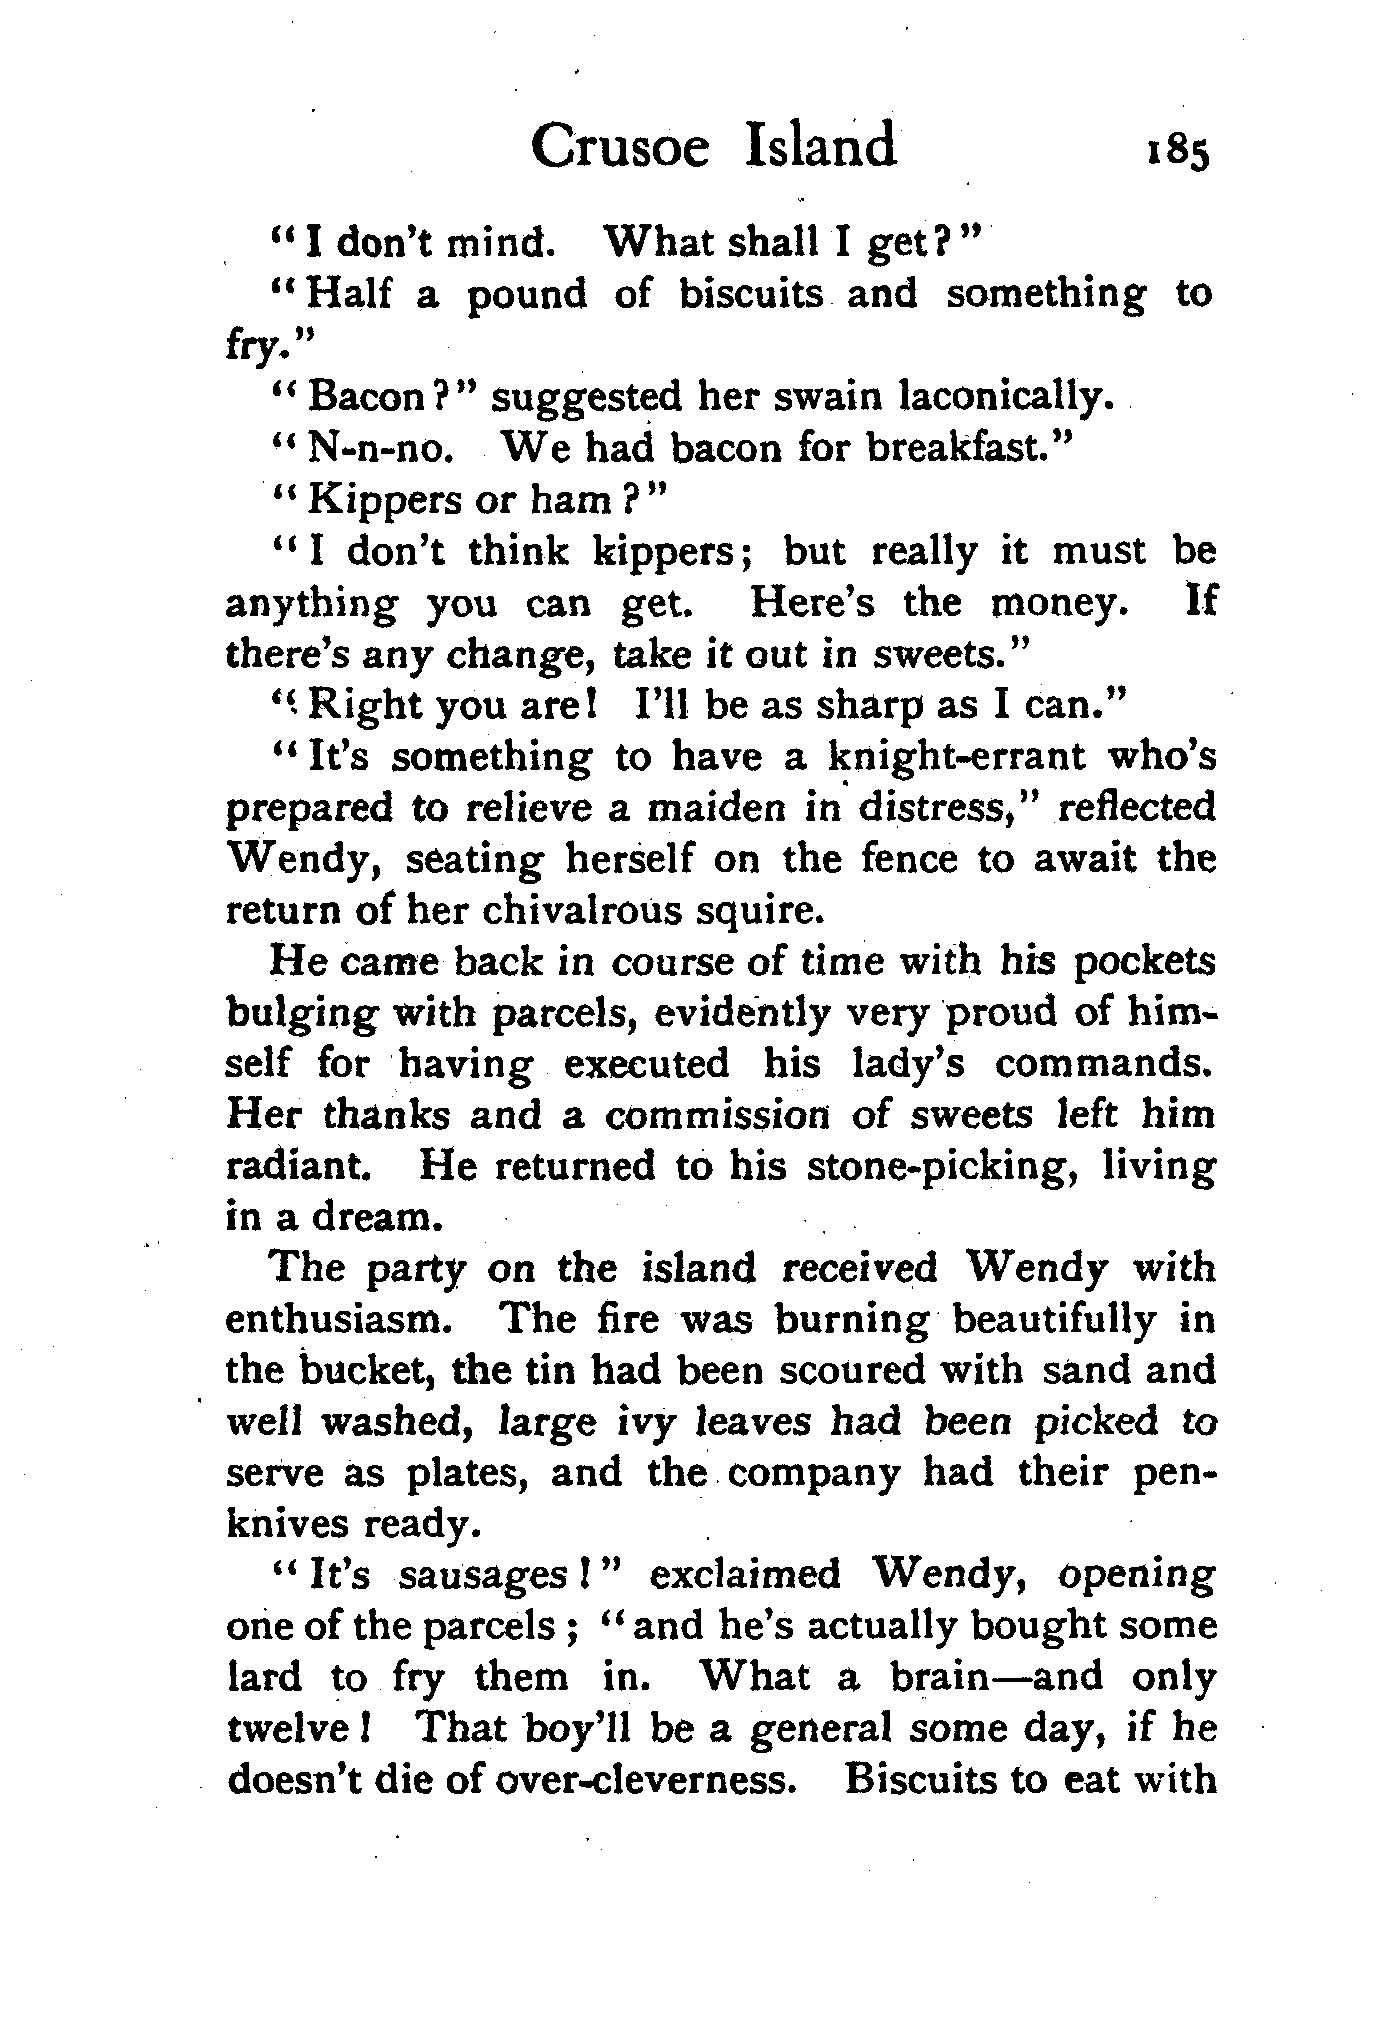 Crusoe Island 185
"I don't mind. What shall I get?"
"Half a pound of biscuits and something to
fry."
"Bacon?" suggested her swain laconically.
"N-n-no. We had bacon for breakfast."
"Kippers or ham?"
"I don't think kippers; but really it must be
anything you can get. Here's the money. If
there's any change, take it out in sweets."
"Right you are! I'll be as sharp as I can."
"It's something to have a knight-errant who's
prepared to relieve a maiden in distress," reflected
Wendy, seating herself on the fence to await the
return of her chivalrous squire.
He came back in course of time with his pockets
bulging with parcels, evidently very proud of him-
self for having executed his lady's commands.
Her thanks and a commission of sweets left him
radiant. He returned to his stone-picking, living
in a dream.
The party on the island received Wendy with
enthusiasm. The fire was burning beautifully in
the bucket, the tin had been scoured with sand and
well washed, large ivy leaves had been picked to
serve as plates, and the company had their pen-
knives ready.
"It's sausages!" exclaimed Wendy, opening
one of the parcels; "and he's actually bought some
lard to fry them in. What a brain—and only
twelve! That boy'll be a general some day, if he
doesn't die of over-cleverness. Biscuits to eat with